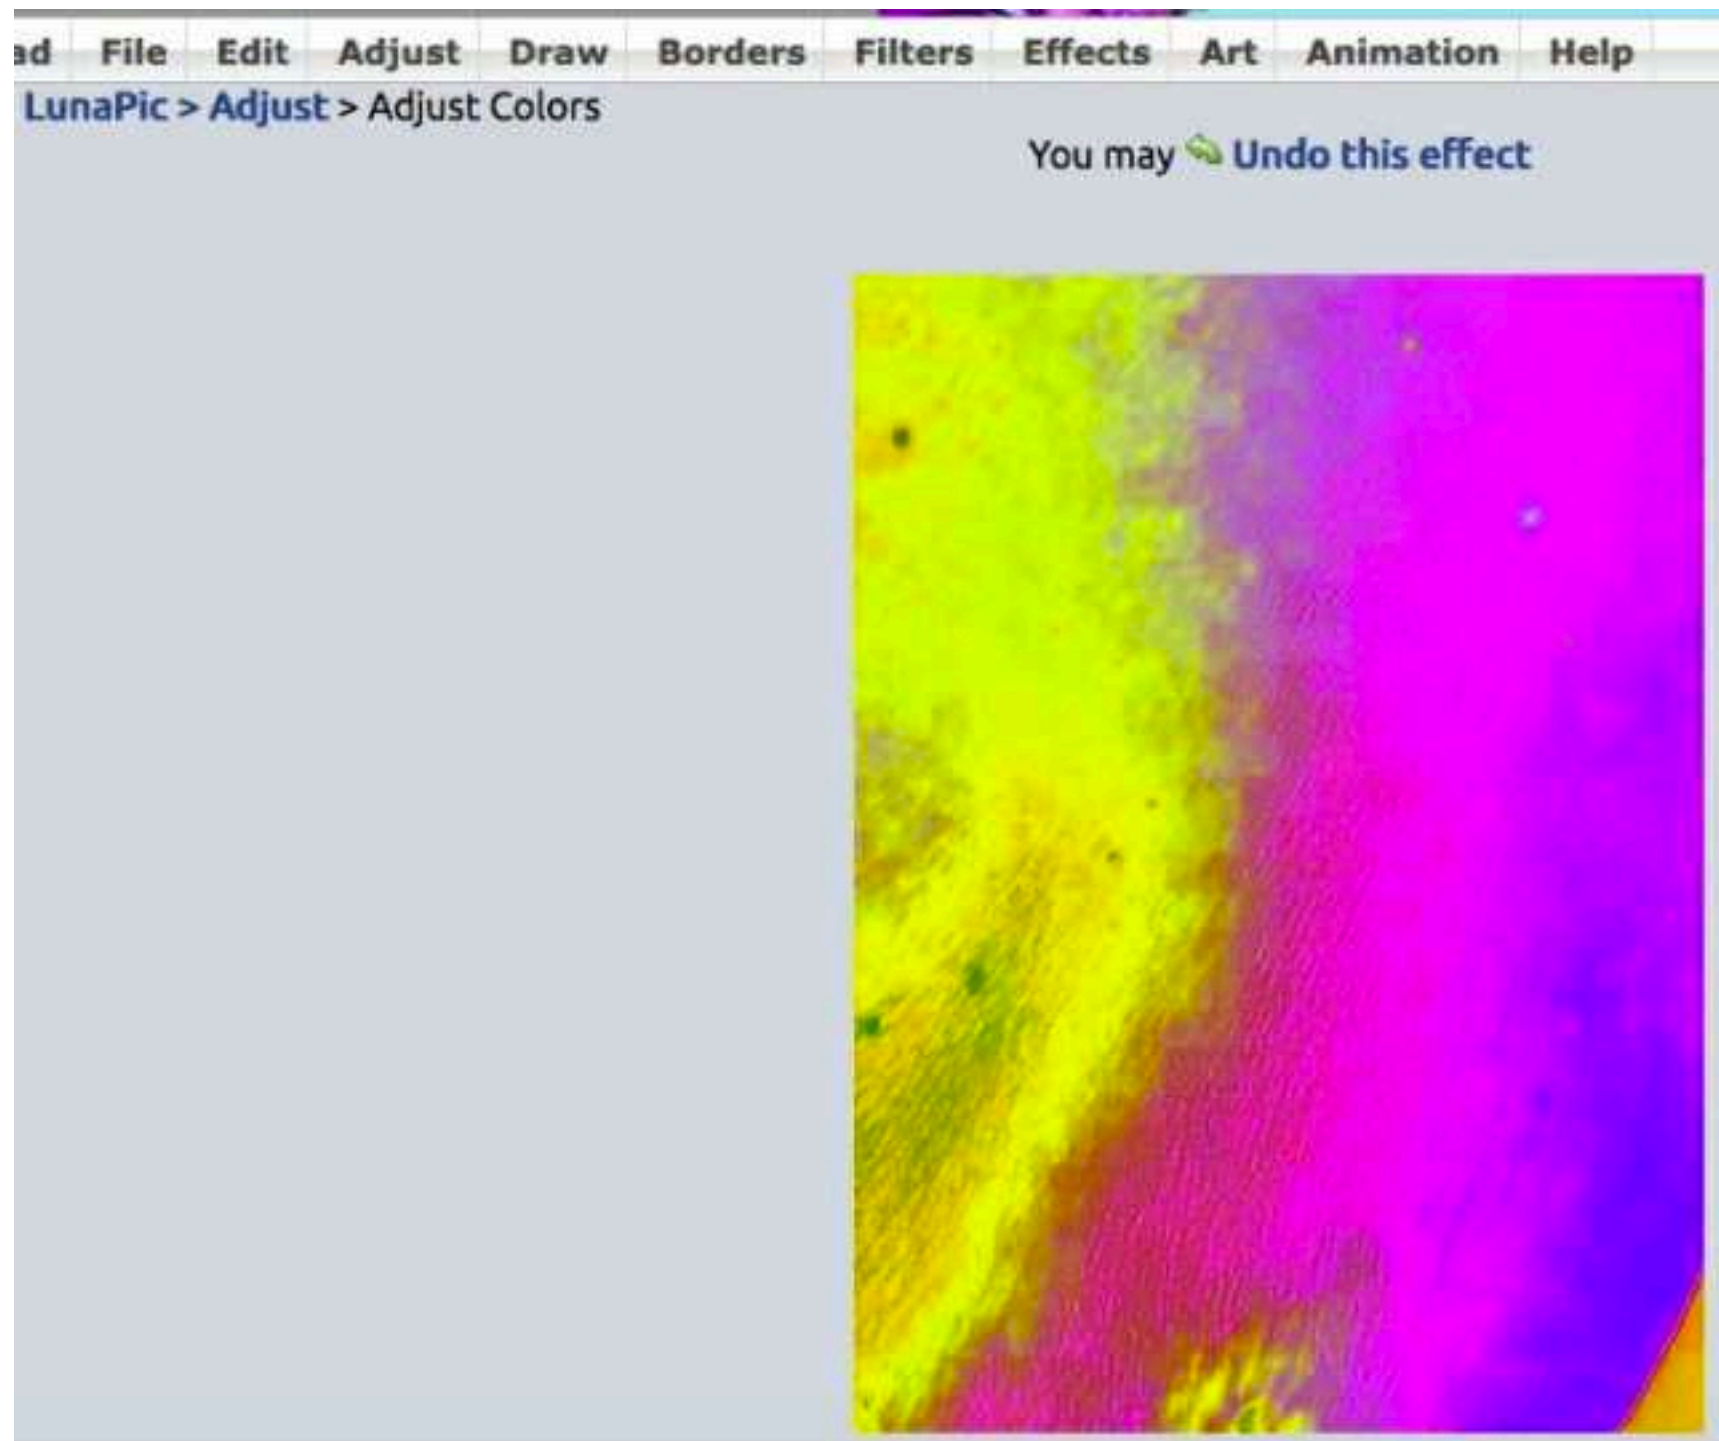 ad File Edit Adjust Draw Borders Filters Effects Art Animation Help
LunaPic > Adjust > Adjust Colors
You may Undo this effect